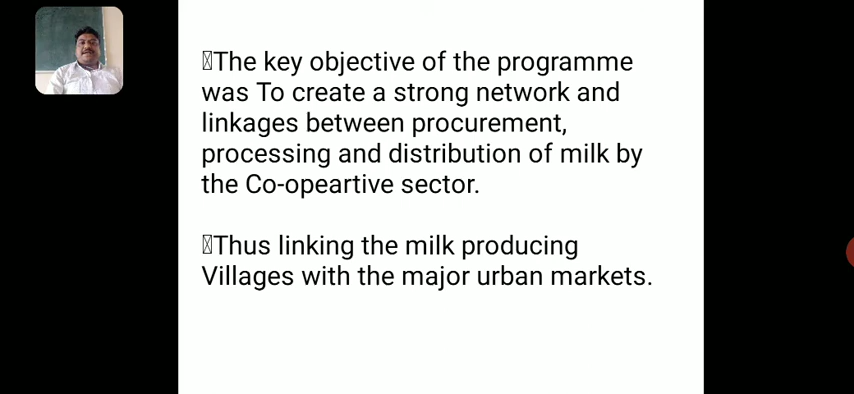 The key objective of the programme
was To create a strong network and
linkages between procurement,
processing and distribution of milk by
the Co-opeartive sector.
Thus linking the milk producing
Villages with the major urban markets.